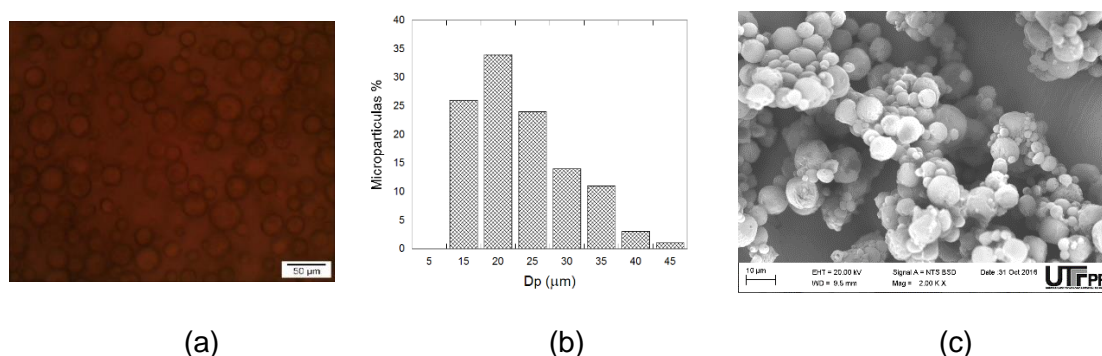 50 µm
40
35
30
25
20
15
10
5
0
Microparticulas %
5 15 20 25 30 35 40 45
Dp (µm)
10 µm
EHT = 20.00 kV Signal A = NTS BSD Date :31 Oct 2016
WD = 9.5 mm Mag = 2.00 K X
UTFPR
(a) (b) (c)